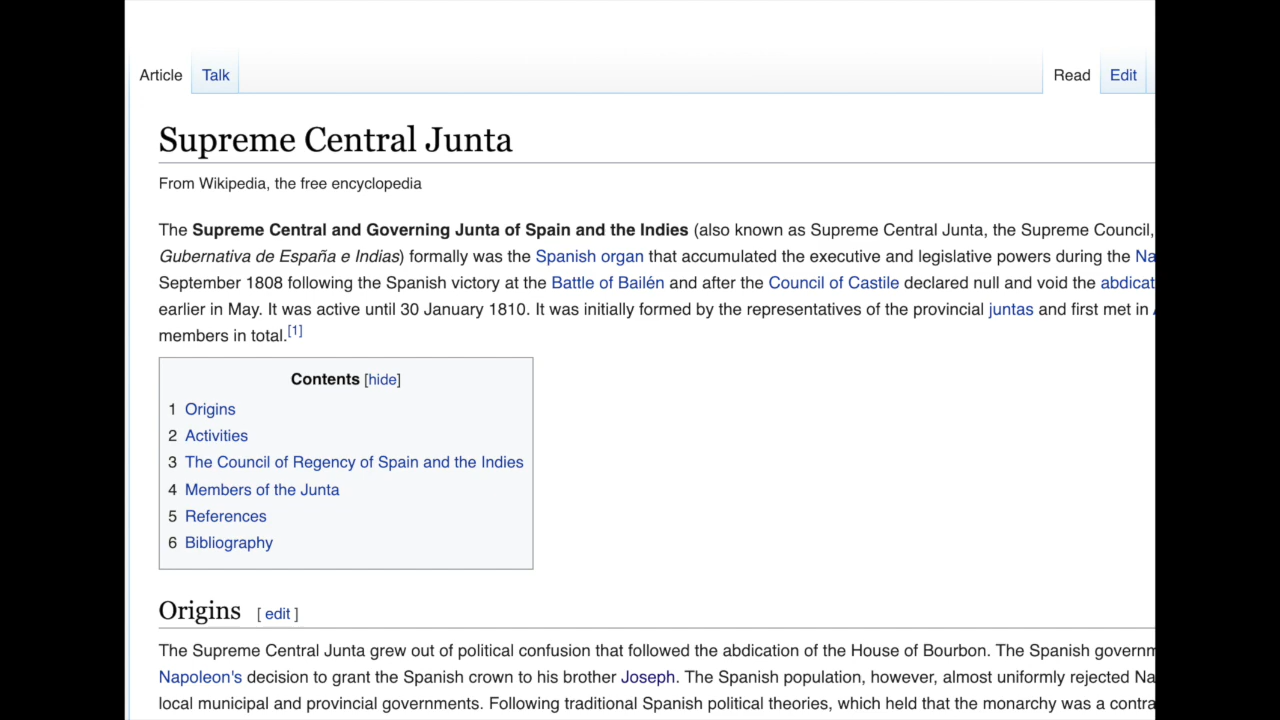 Article Talk Read Edit
Supreme Central Junta
From Wikipedia, the free encyclopedia
The Supreme Central and Governing Junta of Spain and the Indies (also known as Supreme Central Junta, the Supreme Council,
Gubernativa de España e Indias) formally was the Spanish organ that accumulated the executive and legislative powers during the Na
September 1808 following the Spanish victory at the Battle of Bailén and after the Council of Castile declared null and void the abdicat
earlier in May. It was active until 30 January 1810. It was initially formed by the representatives of the provincial juntas and first met in
members in total.[1]
Contents [hide]
1 Origins
2 Activities
3 The Council of Regency of Spain and the Indies
4 Members of the Junta
5 References
6 Bibliography
Origins [ edit ]
The Supreme Central Junta grew out of political confusion that followed the abdication of the House of Bourbon. The Spanish governm
Napoleon's decision to grant the Spanish crown to his brother Joseph. The Spanish population, however, almost uniformly rejected Na
local municipal and provincial governments. Following traditional Spanish political theories, which held that the monarchy was a contra